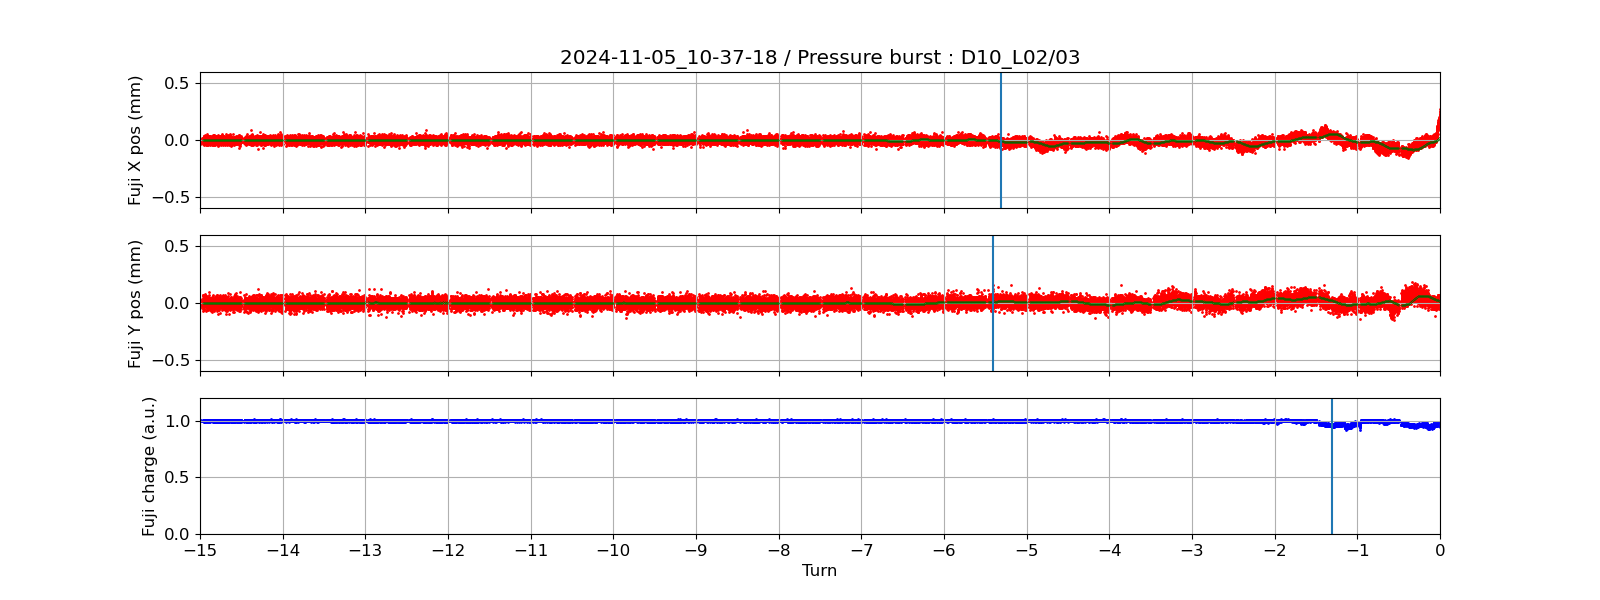 2024-11-05_10-37-18 / Pressure burst : D10_L02/03
Fuji X pos (mm)
0.5
0.0
−0.5
Fuji Y pos (mm)
0.5
0.0
−0.5
Fuji charge (a.u.)
1.0
0.5
0.0
−15 −14 −13 −12 −11 −10 −9 −8 −7 −6 −5 −4 −3 −2 −1 0
Turn